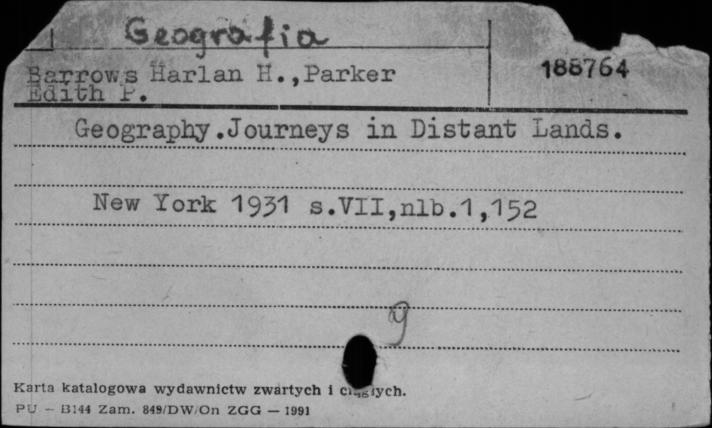 Geografia
Barrows Harlan H.,Parker
188764
Edith P.
Geography.Journeys in Distant Lands.
New York 1931 s.VII,nlb.1,152
g
Karta katalogowa wydawnictw zwartych i ciągłych.
PU — B144 Zam. 849/DW/On ZGG — 1991